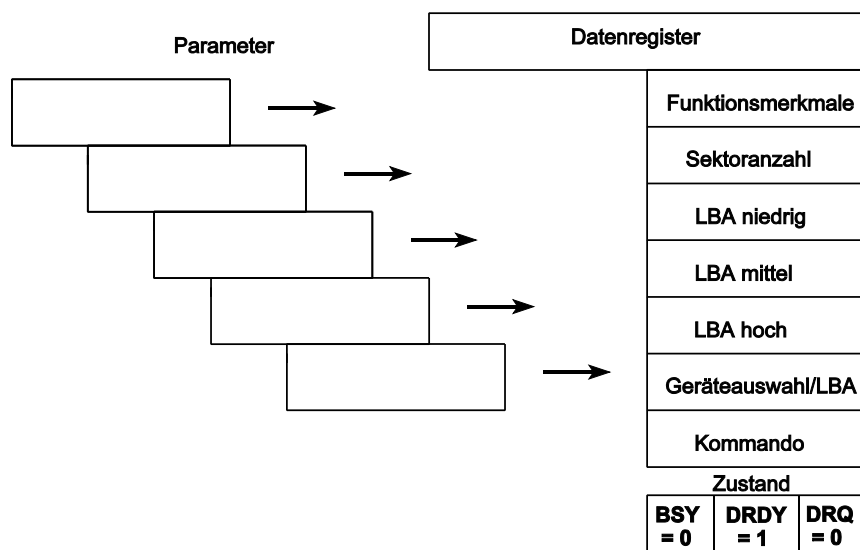 Parameter
Datenregister
Funktionsmerkmale
Sektoranzahl
LBA niedrig
LBA mittel
LBA hoch
Geräteauswahl/LBA
Kommando
Zustand
BSY DRDY DRQ
= 0 = 1 = 0